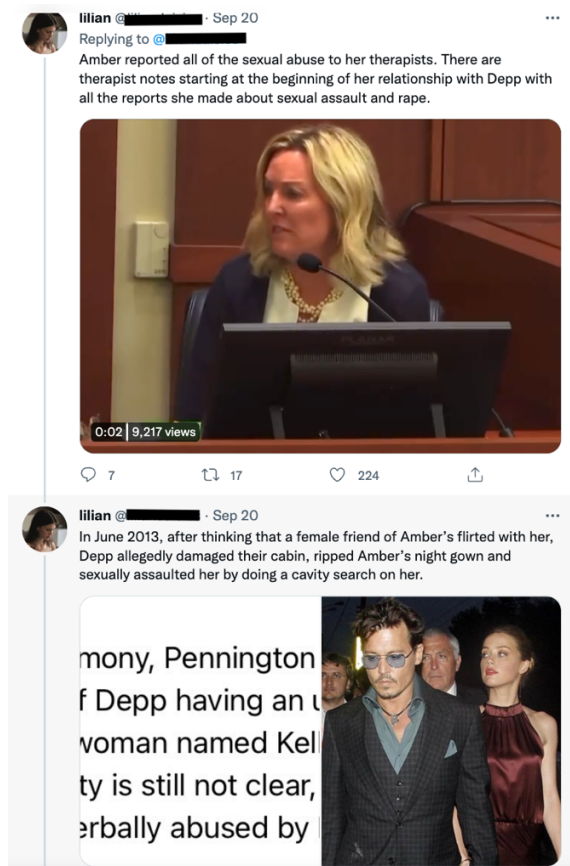 lilian @ · Sep 20
Replying to @
Amber reported all of the sexual abuse to her therapists. There are
therapist notes starting at the beginning of her relationship with Depp with
all the reports she made about sexual assault and rape.
0:02 9,217 views
7 17 224
lilian @ · Sep 20
In June 2013, after thinking that a female friend of Amber's flirted with her,
Depp allegedly damaged their cabin, ripped Amber's night gown and
sexually assaulted her by doing a cavity search on her.
mony, Pennington
f Depp having an
woman named Kel
ty is still not clear,
erbally abused by